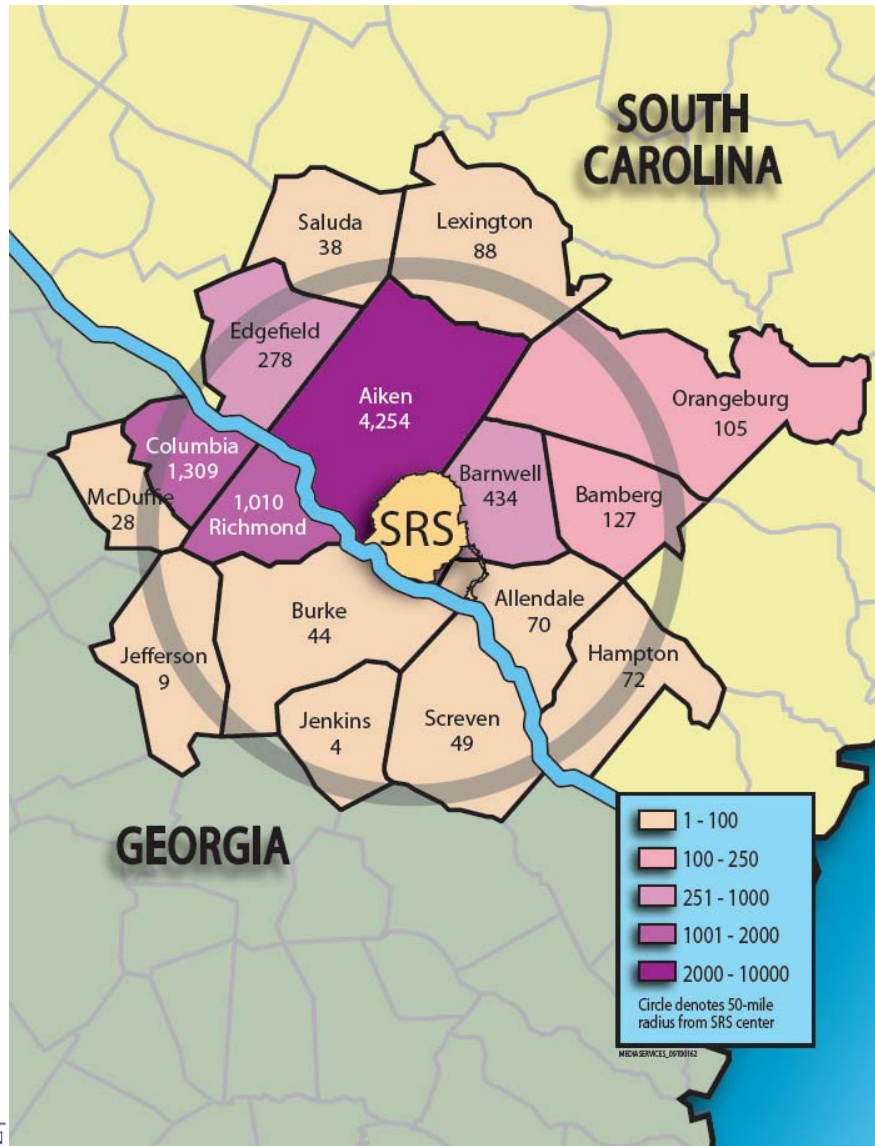 SOUTH
CAROLINA
Saluda
38
Lexington
88
Edgefield
278
Aiken
4,254
Orangeburg
105
Columbia
1,309
McDuffie
28
1,010
Richmond
Barnwell
434
Bamberg
127
SRS
Burke
44
Allendale
70
Jefferson
9
Hampton
72
Jenkins
4
Screven
49
GEORGIA
1 - 100
100 - 250
251 - 1000
1001 - 2000
2000 - 10000
Circle denotes 50-mile
radius from SRS center